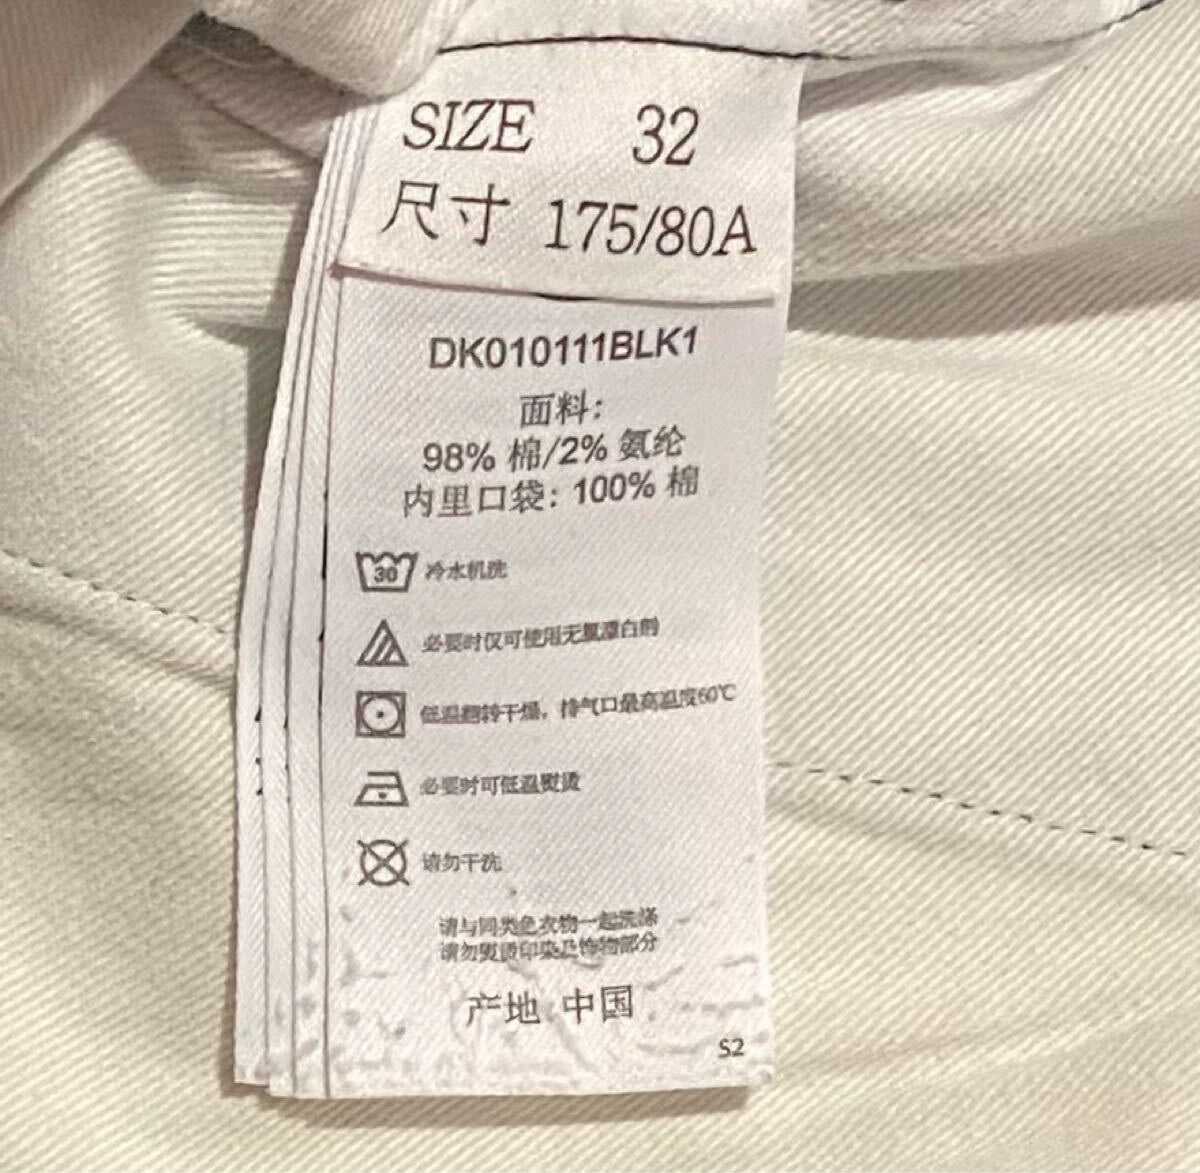 SIZE 32
尺寸 175/80A
DK010111BLK1
面料:
98% 棉/2% 氨纶
内里口袋: 100% 棉
30 冷水机洗
必要时仅可使用无氯漂白剂
低温翻转干燥，排气口最高温度60℃
必要时可低温熨烫
请勿干洗
请与同类色衣物一起洗涤
请勿熨烫印染及饰物部分
产地 中国
S2